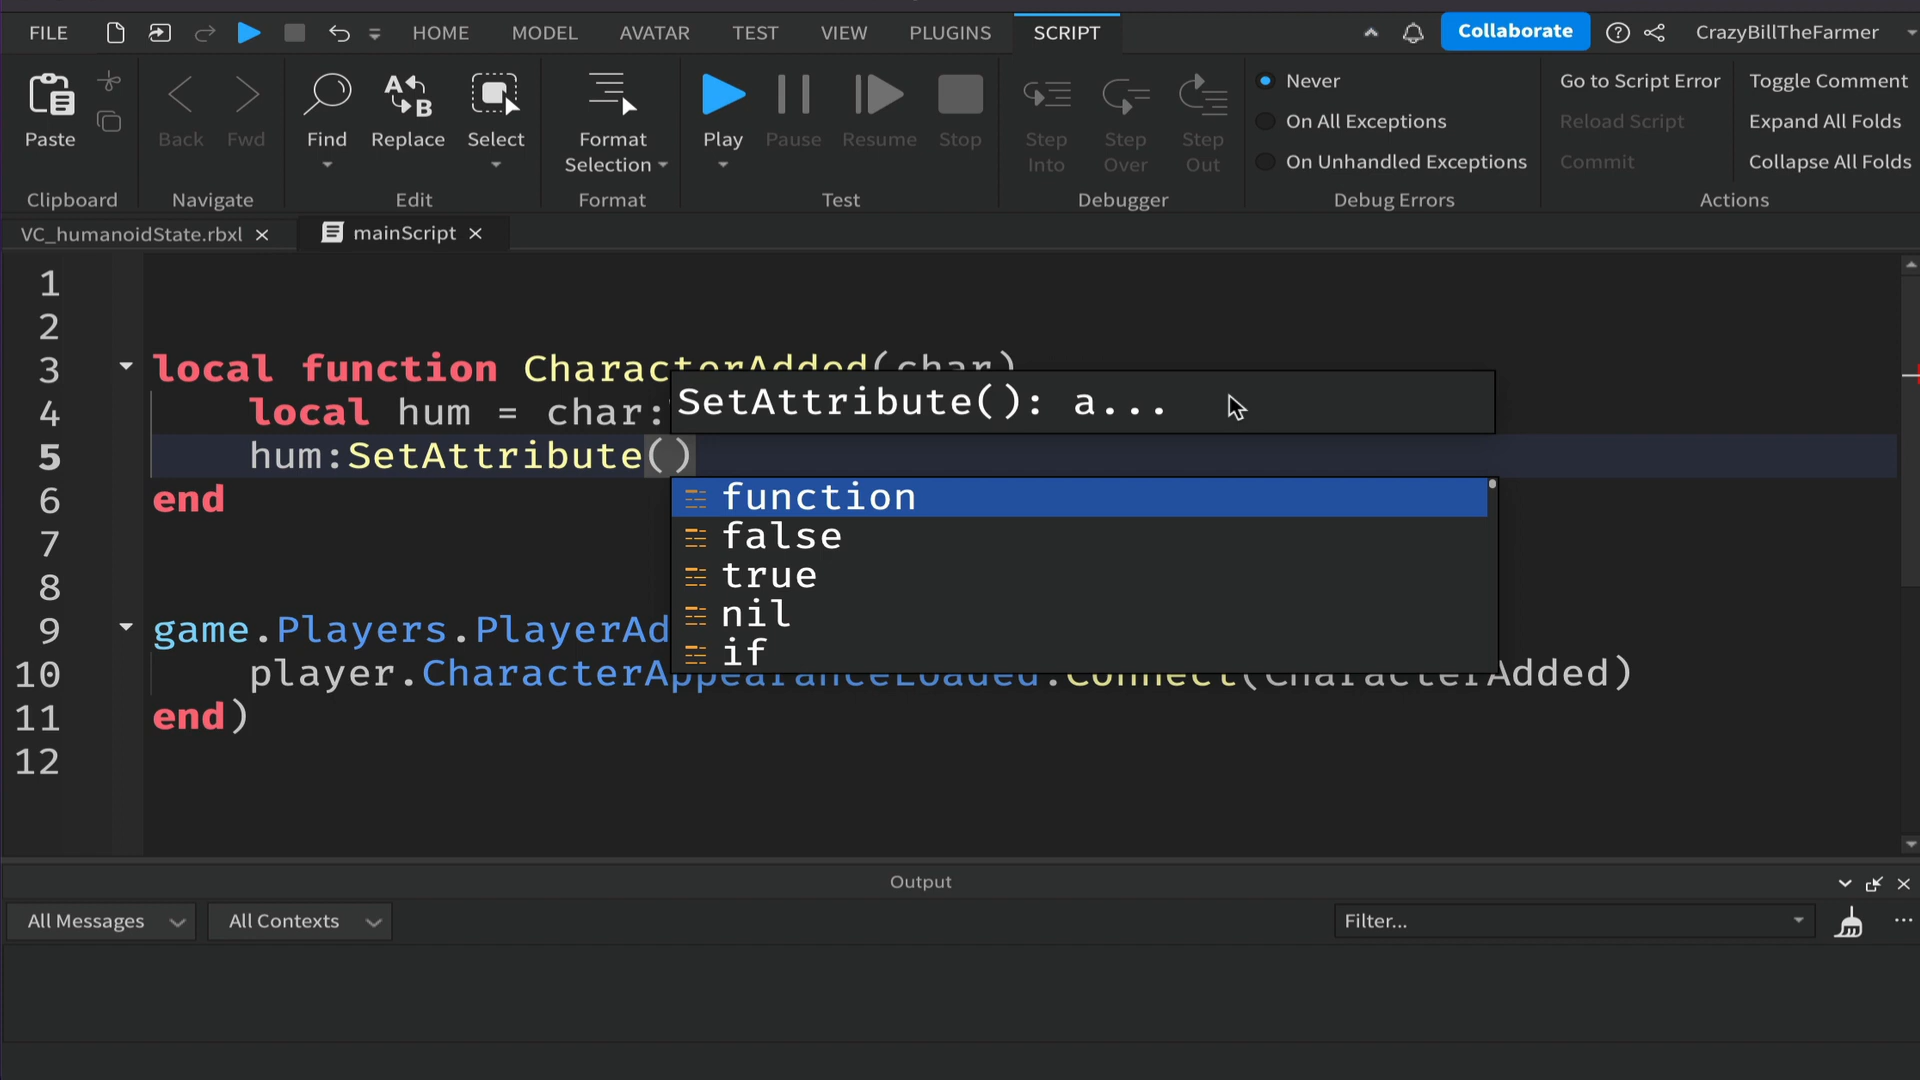 FILE HOME MODEL AVATAR TEST VIEW PLUGINS SCRIPT Collaborate CrazyBillTheFarmer
Paste Back Fwd Find Replace Select Format Selection Play Pause Resume Stop Step Into Step Over Step Out
Never
On All Exceptions
On Unhandled Exceptions
Go to Script Error
Reload Script
Commit
Toggle Comment
Expand All Folds
Collapse All Folds
Clipboard Navigate Edit Format Test Debugger Debug Errors Actions
VC_humanoidState.rbxl mainScript
1
2
3 local function CharacterAdded(char)
4 local hum = char:
SetAttribute(): a...
5 hum:SetAttribute()
6 end
function
false
true
nil
if
7
8
9 game.Players.PlayerAd
10 player.CharacterAppearanceLoaded:Connect(CharacterAdded)
11 end)
12
Output
All Messages All Contexts Filter...